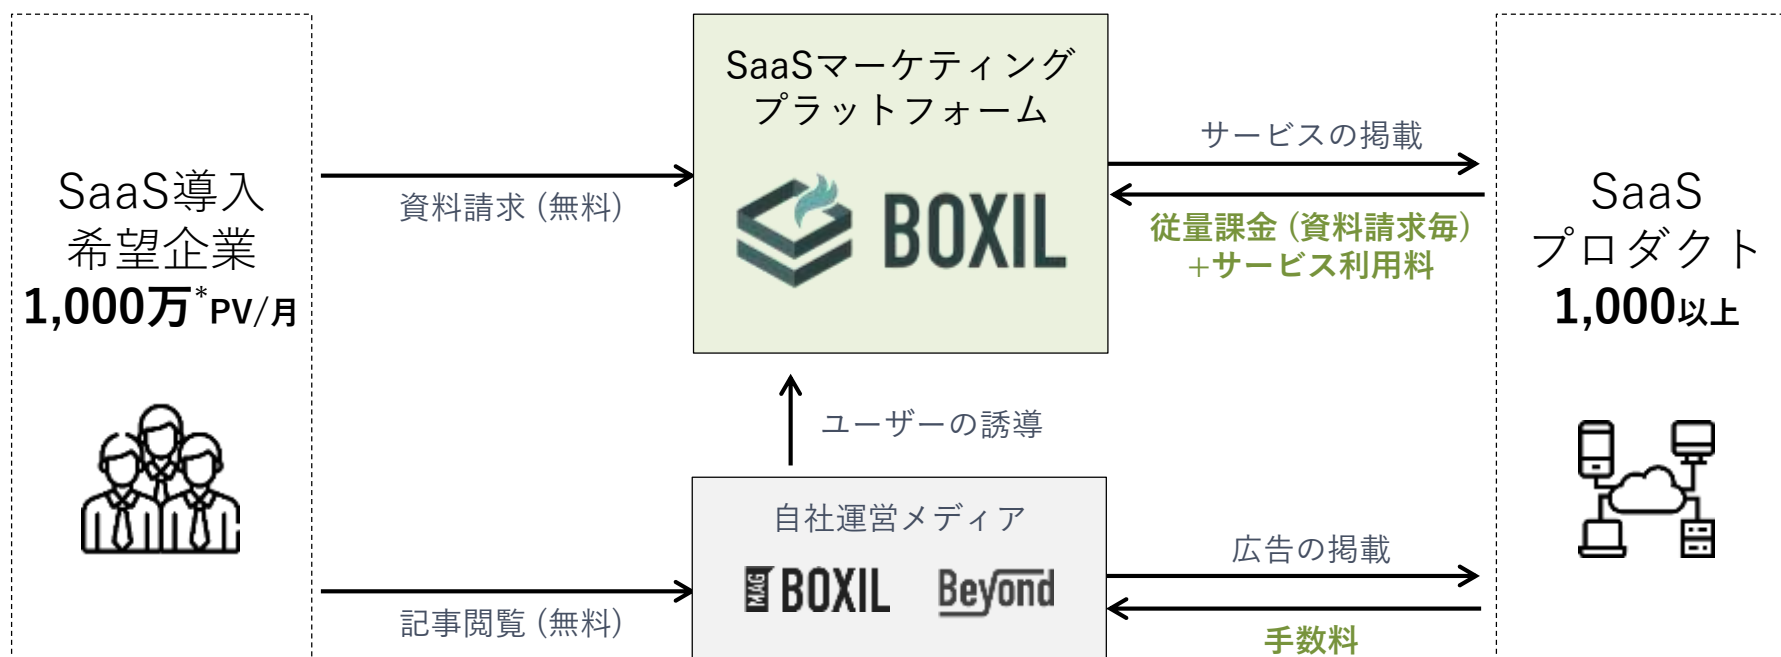 SaaS導入
希望企業
1,000万*PV/月
資料請求 (無料)
記事閲覧 (無料)
SaaSマーケティング
プラットフォーム
BOXIL
ユーザーの誘導
自社運営メディア
MAG BOXIL
Beyond
サービスの掲載
従量課金 (資料請求毎)
+サービス利用料
広告の掲載
手数料
SaaS
プロダクト
1,000以上